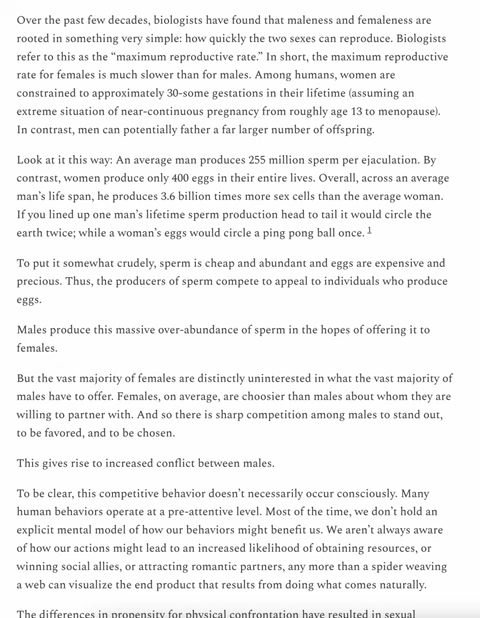 Over the past few decades, biologists have found that maleness and femaleness are
rooted in something very simple: how quickly the two sexes can reproduce. Biologists
refer to this as the “maximum reproductive rate.” In short, the maximum reproductive
rate for females is much slower than for males. Among humans, women are
constrained to approximately 30-some gestations in their lifetime (assuming an
extreme situation of near-continuous pregnancy from roughly age 13 to menopause).
In contrast, men can potentially father a far larger number of offspring.
Look at it this way: An average man produces 255 million sperm per ejaculation. By
contrast, women produce only 400 eggs in their entire lives. Overall, across an average
man’s life span, he produces 3.6 billion times more sex cells than the average woman.
If you lined up one man’s lifetime sperm production head to tail it would circle the
earth twice; while a woman’s eggs would circle a ping pong ball once. 1
To put it somewhat crudely, sperm is cheap and abundant and eggs are expensive and
precious. Thus, the producers of sperm compete to appeal to individuals who produce
eggs.
Males produce this massive over-abundance of sperm in the hopes of offering it to
females.
But the vast majority of females are distinctly uninterested in what the vast majority of
males have to offer. Females, on average, are choosier than males about whom they are
willing to partner with. And so there is sharp competition among males to stand out,
to be favored, and to be chosen.
This gives rise to increased conflict between males.
To be clear, this competitive behavior doesn’t necessarily occur consciously. Many
human behaviors operate at a pre-attentive level. Most of the time, we don’t hold an
explicit mental model of how our behaviors might benefit us. We aren’t always aware
of how our actions might lead to an increased likelihood of obtaining resources, or
winning social allies, or attracting romantic partners, any more than a spider weaving
a web can visualize the end product that results from doing what comes naturally.
The differences in propensity for physical confrontation have resulted in sexual